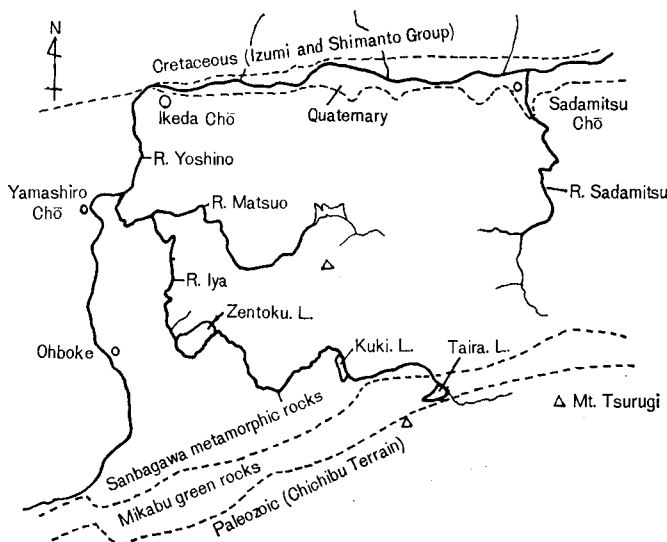 N
Cretaceous (Izumi and Shimanto Group)
Ikeda Chō
Quaternary
Sadamitsu
Chō
R. Yoshino
Yamashiro
Chō
R. Matsuo
R. Sadamitsu
R. Iya
Zentoku. L.
Ohboke
Kuki. L.
Taira. L.
Mt. Tsurugi
Sanbagawa metamorphic rocks
Mikabu green rocks
Paleozoic (Chichibu Terrain)